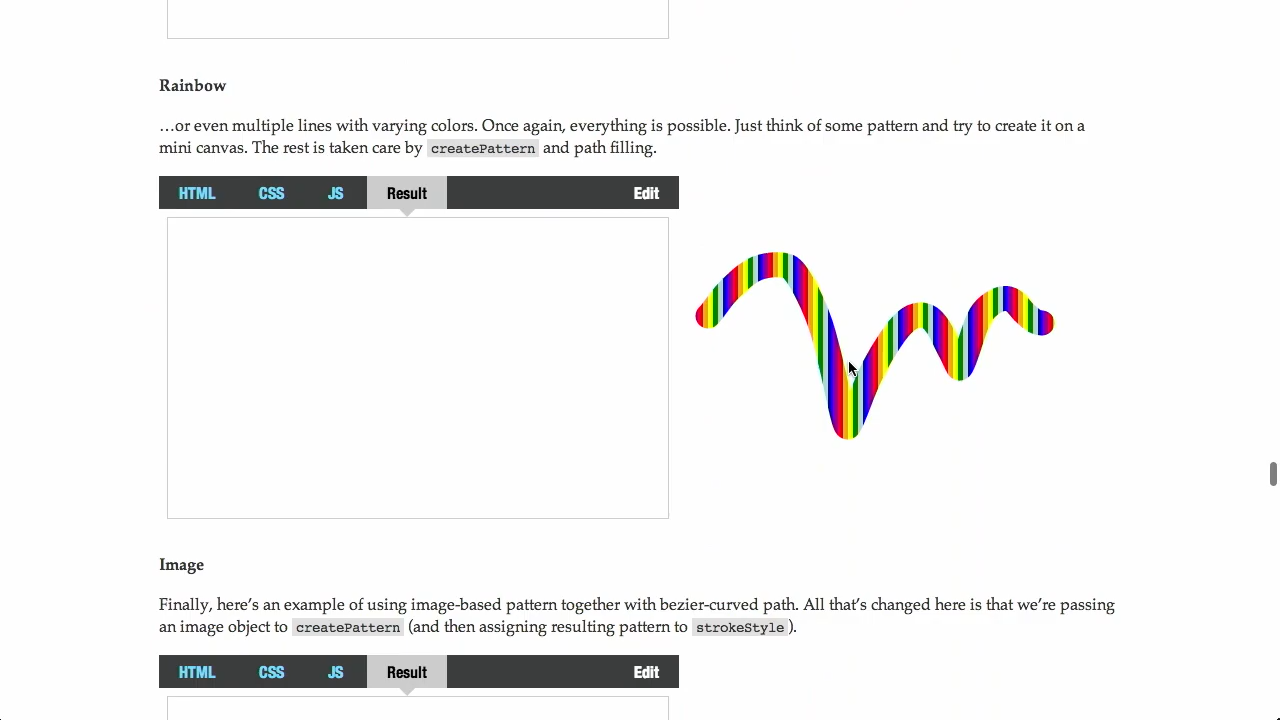 Rainbow
…or even multiple lines with varying colors. Once again, everything is possible. Just think of some pattern and try to create it on a
mini canvas. The rest is taken care by createPattern and path filling.
HTML CSS JS Result Edit
Image
Finally, here’s an example of using image-based pattern together with bezier-curved path. All that’s changed here is that we’re passing
an image object to createPattern (and then assigning resulting pattern to strokeStyle).
HTML CSS JS Result Edit